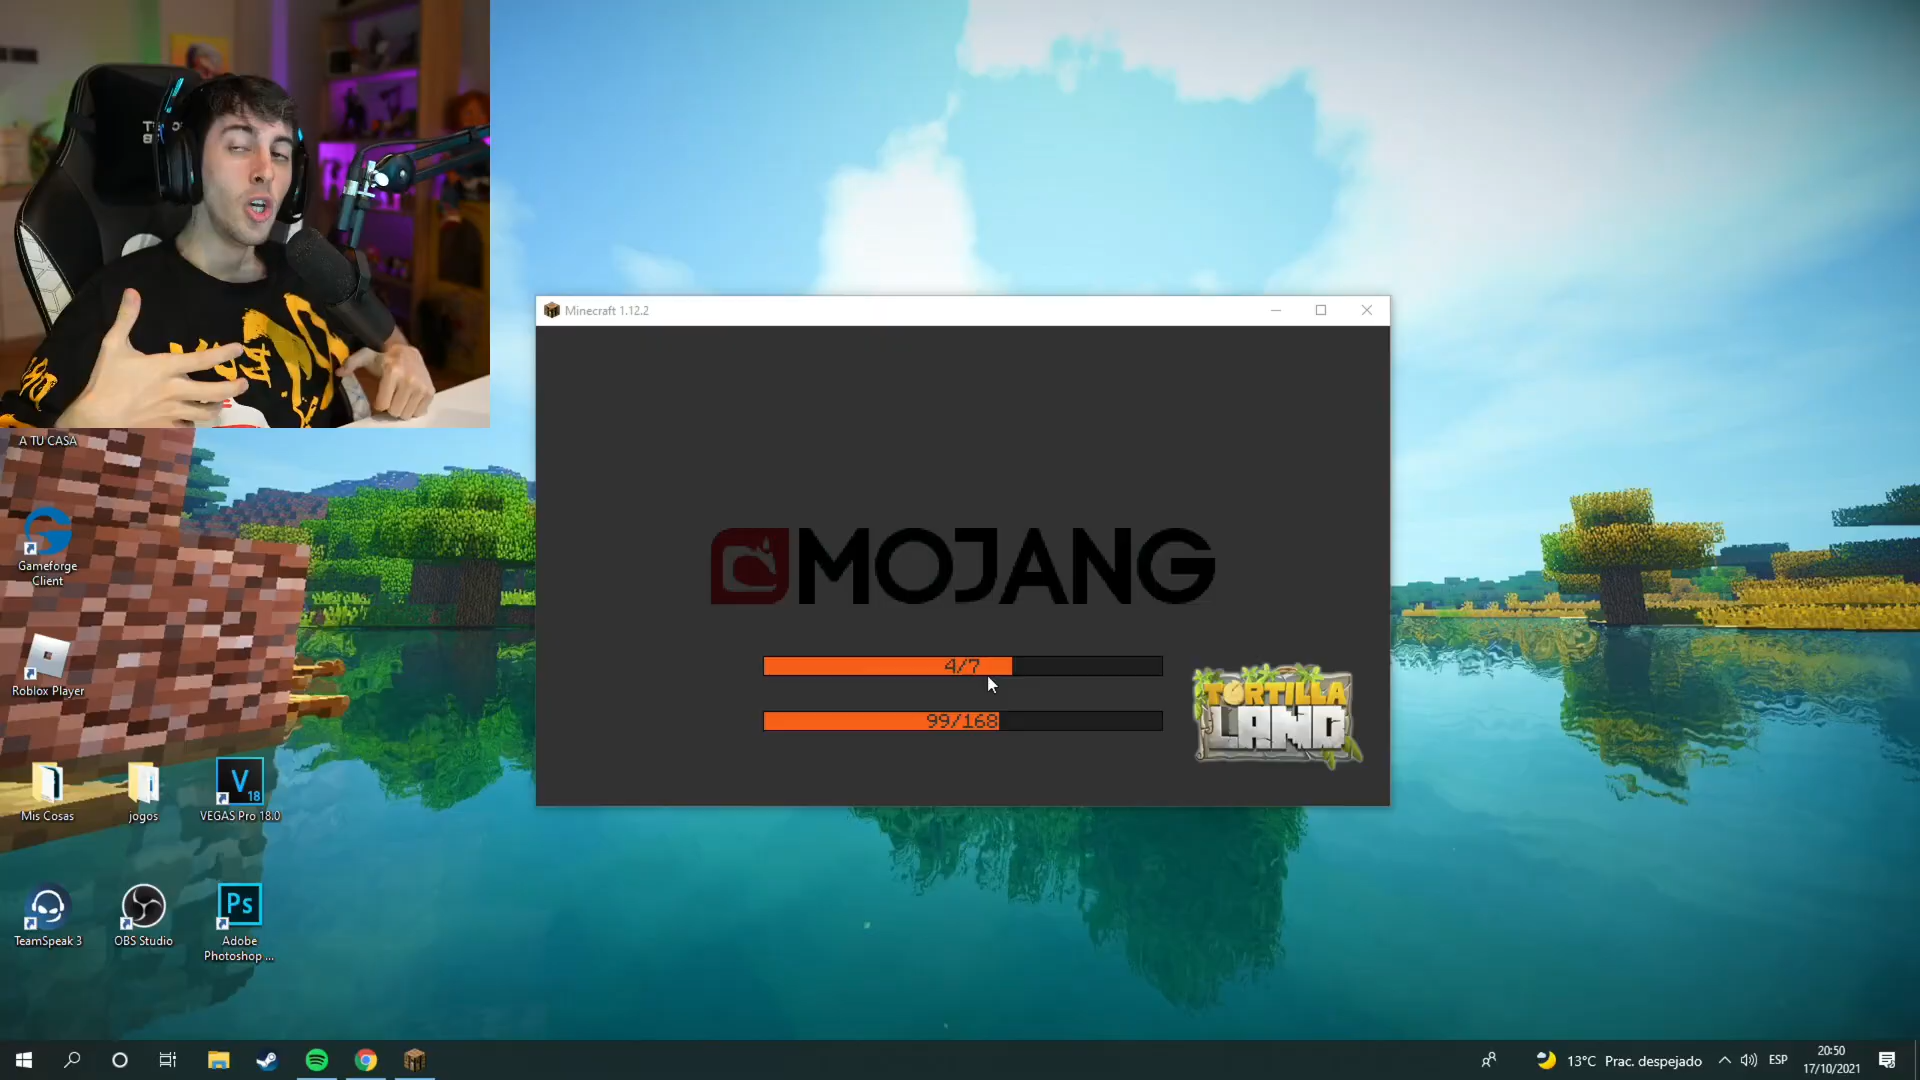 A TU CASA
Gameforge
Client
Roblox Player
Mis Cosas
jogos
V
18
VEGAS Pro 18.0
TeamSpeak 3
OBS Studio
Ps
Adobe
Photoshop ...
Minecraft 1.12.2
MOJANG
4/7
99/168
TORTILLA
LAND
13°C Prac. despejado
ESP
20:50
17/10/2021